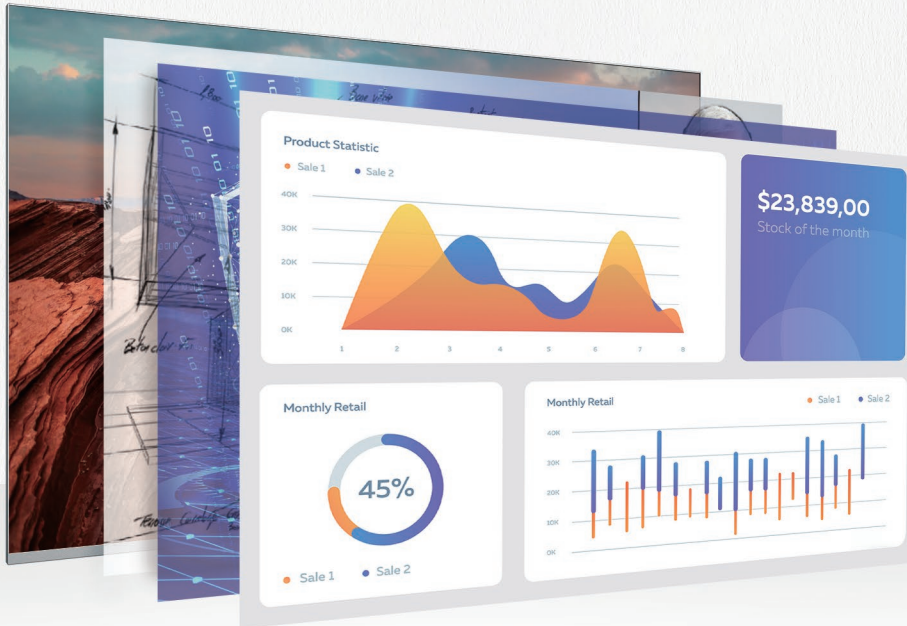 Product Statistic
Sale 1
Sale 2
40K
30K
20K
10K
0K
1 2 3 4 5 6 7 8
$23,839,00
Stock of the month
Monthly Retail
45%
Sale 1
Sale 2
Monthly Retail
Sale 1
Sale 2
40K
30K
20K
10K
0K